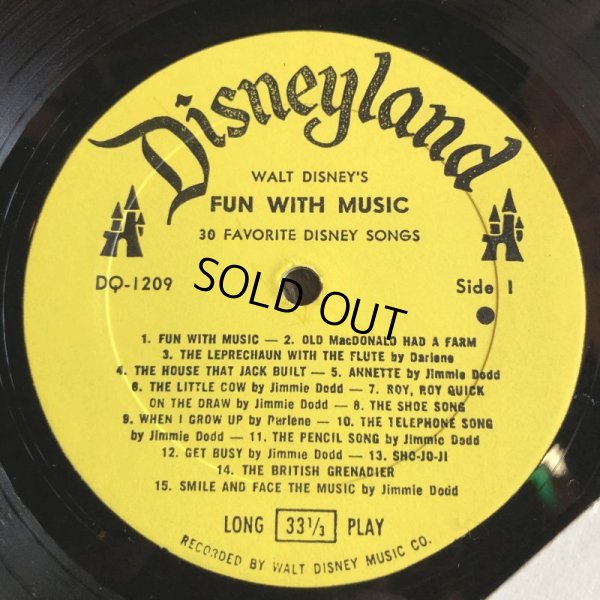 Disneyland
WALT DISNEY'S
FUN WITH MUSIC
30 FAVORITE DISNEY SONGS
DQ-1209
Side 1
SOLD OUT
1. FUN WITH MUSIC — 2. OLD MacDONALD HAD A FARM
3. THE LEPRECHAUN WITH THE FLUTE by Darlene
4. THE HOUSE THAT JACK BUILT — 5. ANNETTE by Jimmie Dodd
6. THE LITTLE COW by Jimmie Dodd — 7. ROY, ROY QUICK
ON THE DRAW by Jimmie Dodd — 8. THE SHOE SONG
9. WHEN I GROW UP by Darlene — 10. THE TELEPHONE SONG
by Jimmie Dodd — 11. THE PENCIL SONG by Jimmie Dodd
12. GET BUSY by Jimmie Dodd — 13. SHO-JO-JI
14. THE BRITISH GRENADIER
15. SMILE AND FACE THE MUSIC by Jimmie Dodd
LONG 33 1/3 PLAY
RECORDED BY WALT DISNEY MUSIC CO.